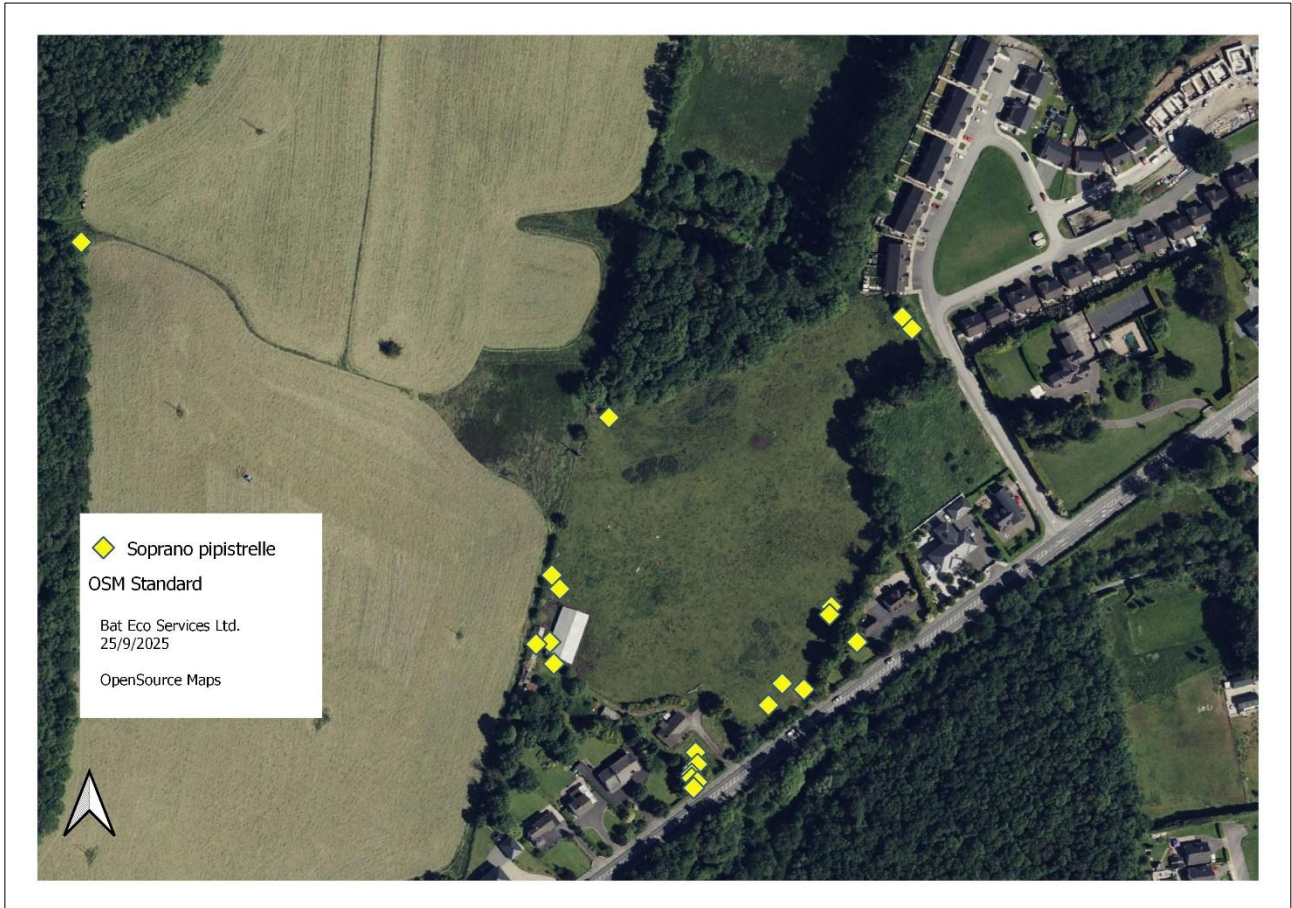 Soprano pipistrelle
OSM Standard
Bat Eco Services Ltd.
25/9/2025
OpenSource Maps